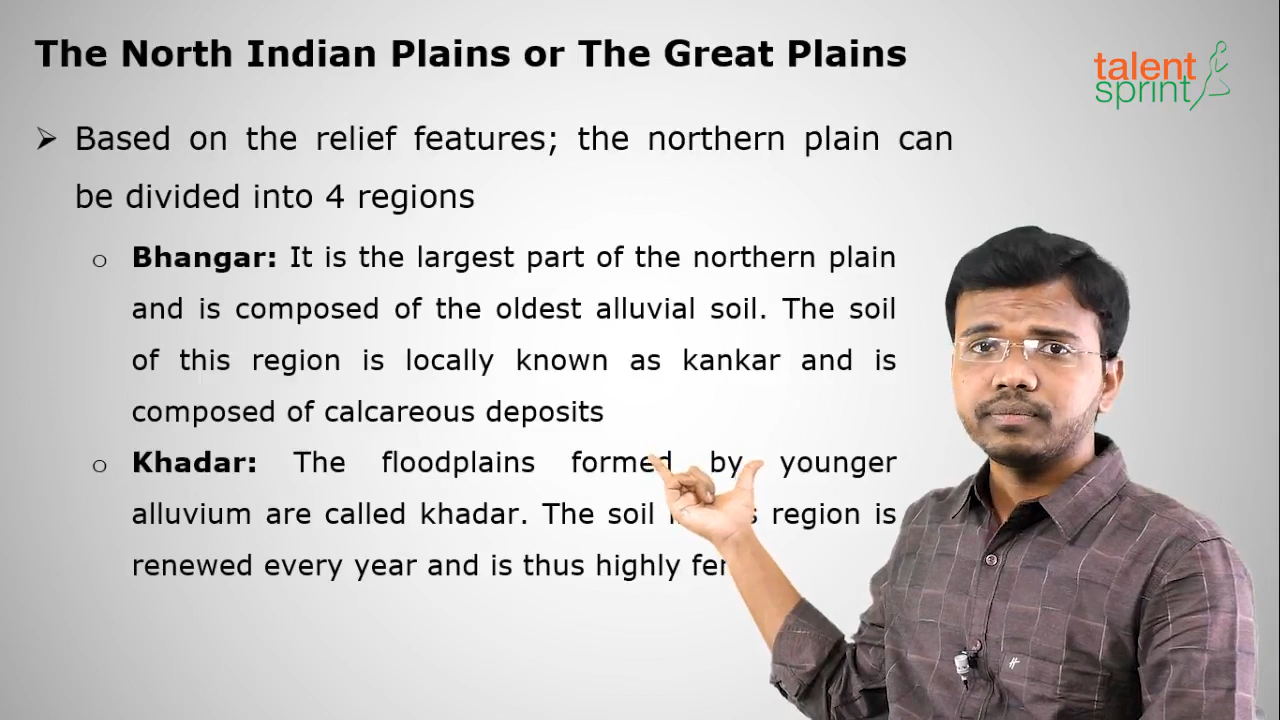 The North Indian Plains or The Great Plains
talent
sprint
➢ Based on the relief features; the northern plain can
be divided into 4 regions
o Bhangar: It is the largest part of the northern plain
and is composed of the oldest alluvial soil. The soil
of this region is locally known as kankar and is
composed of calcareous deposits
o Khadar: The floodplains formed by younger
alluvium are called khadar. The soil region is
renewed every year and is thus highly